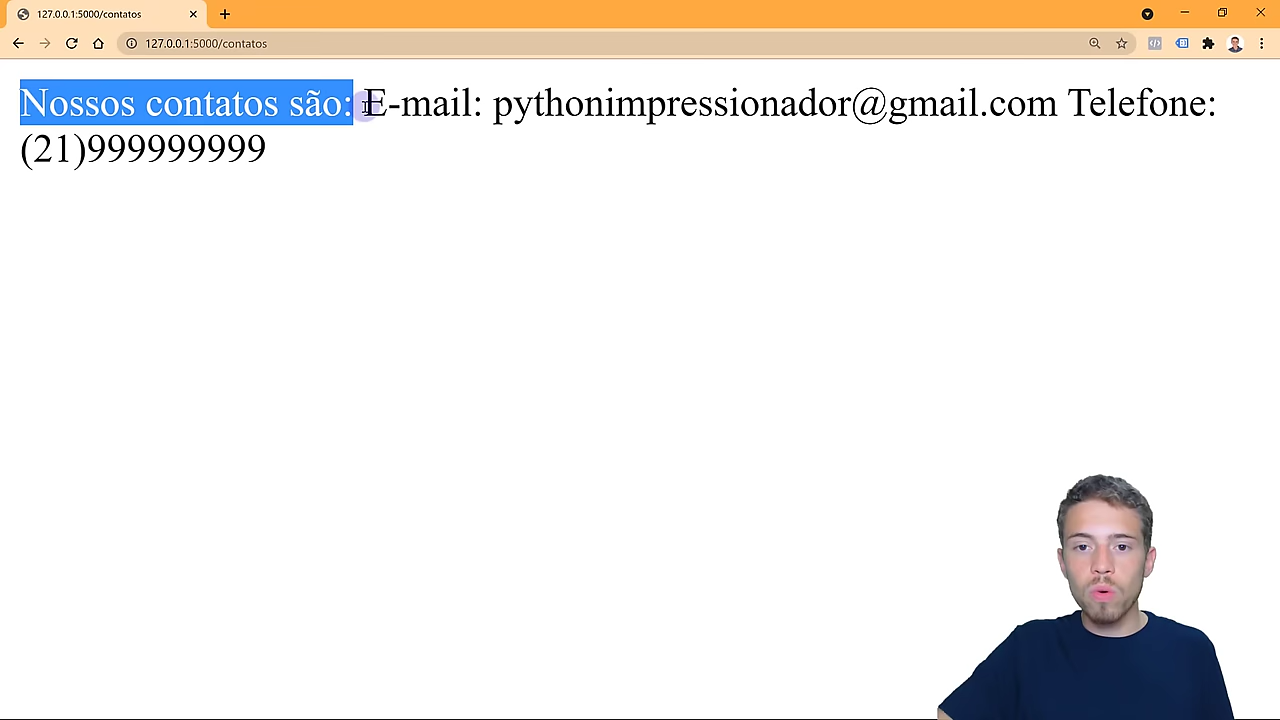 127.0.0.1:5000/contatos
127.0.0.1:5000/contatos
Nossos contatos são: E-mail: pythonimpressionador@gmail.com Telefone:
(21)999999999